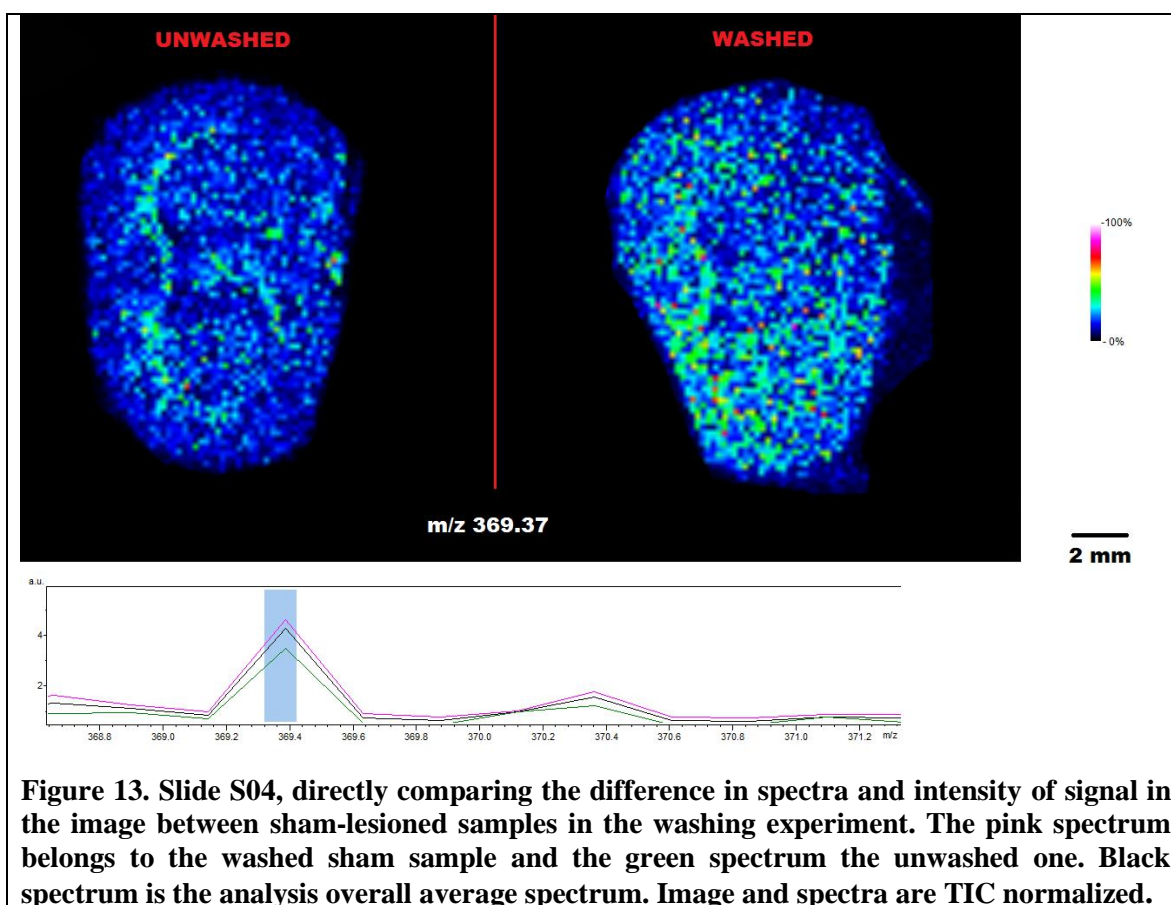 UNWASHED
WASHED
-100%
- 0%
m/z 369.37
2 mm
a.u.
4
2
368.8 369.0 369.2 369.4 369.6 369.8 370.0 370.2 370.4 370.6 370.8 371.0 371.2 m/z
Figure 13. Slide S04, directly comparing the difference in spectra and intensity of signal in
the image between sham-lesioned samples in the washing experiment. The pink spectrum
belongs to the washed sham sample and the green spectrum the unwashed one. Black
spectrum is the analysis overall average spectrum. Image and spectra are TIC normalized.